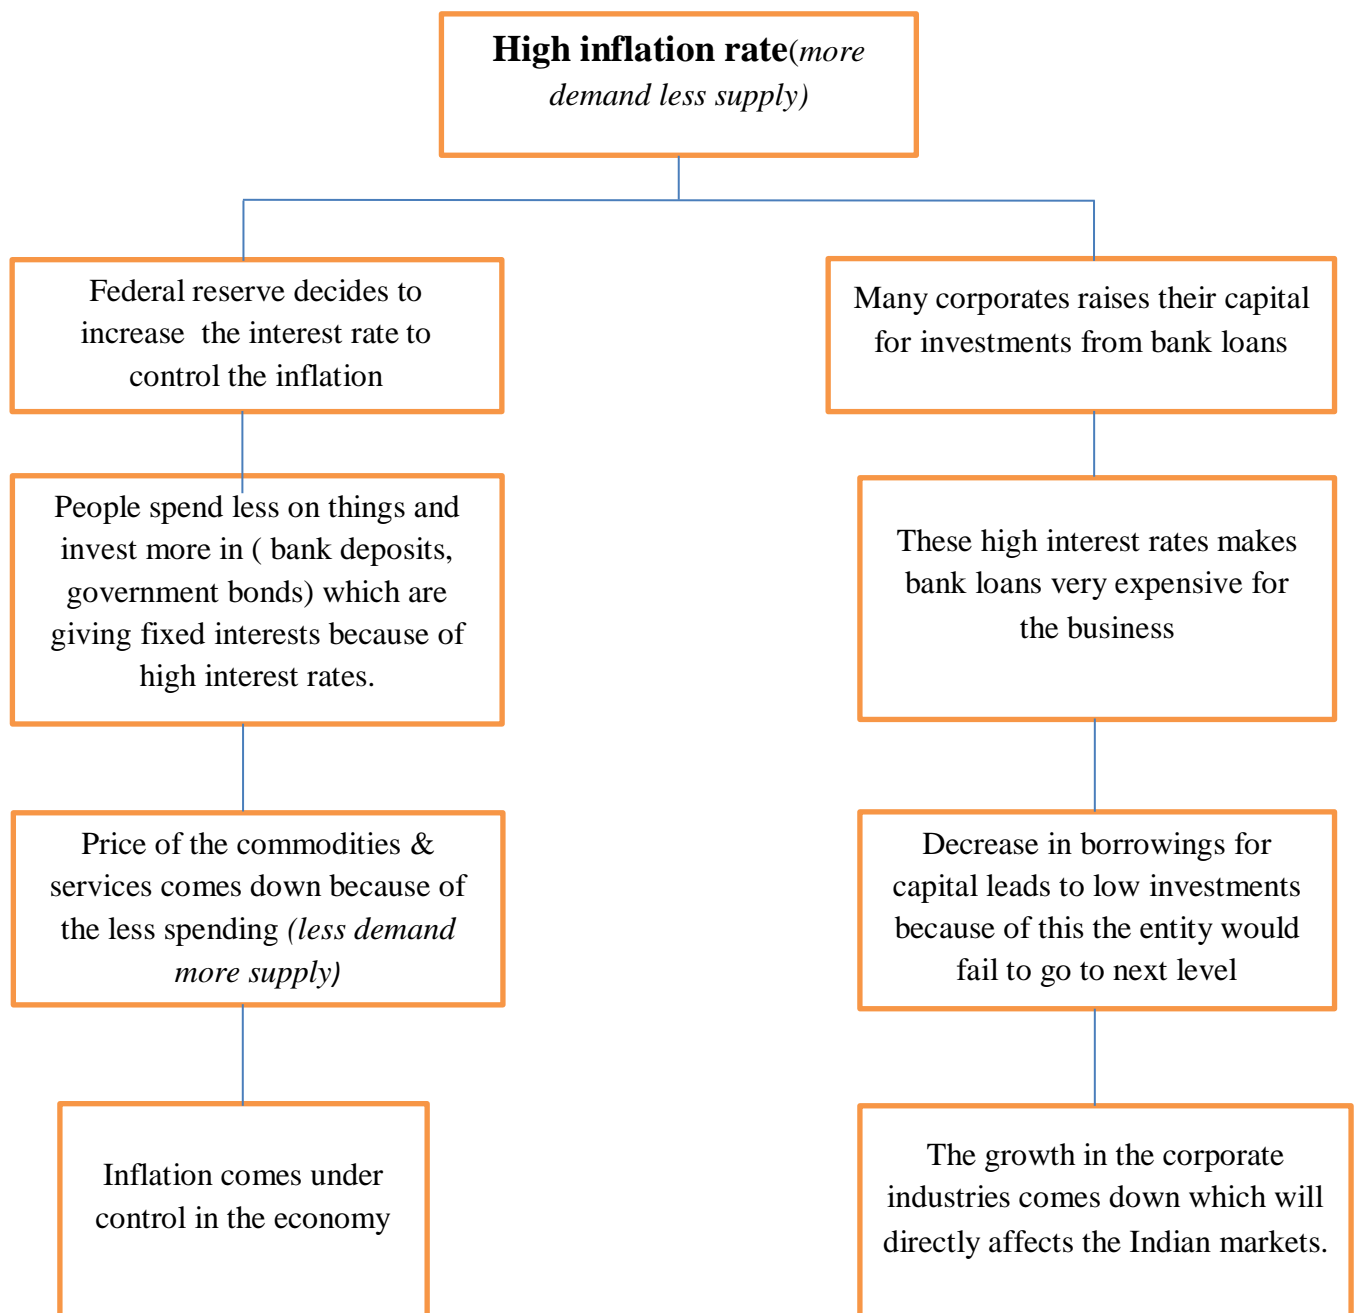 High inflation rate(more
demand less supply)
Federal reserve decides to
increase the interest rate to
control the inflation
People spend less on things and
invest more in ( bank deposits,
government bonds) which are
giving fixed interests because of
high interest rates.
Price of the commodities &
services comes down because of
the less spending (less demand
more supply)
Inflation comes under
control in the economy
Many corporates raises their capital
for investments from bank loans
These high interest rates makes
bank loans very expensive for
the business
Decrease in borrowings for
capital leads to low investments
because of this the entity would
fail to go to next level
The growth in the corporate
industries comes down which will
directly affects the Indian markets.